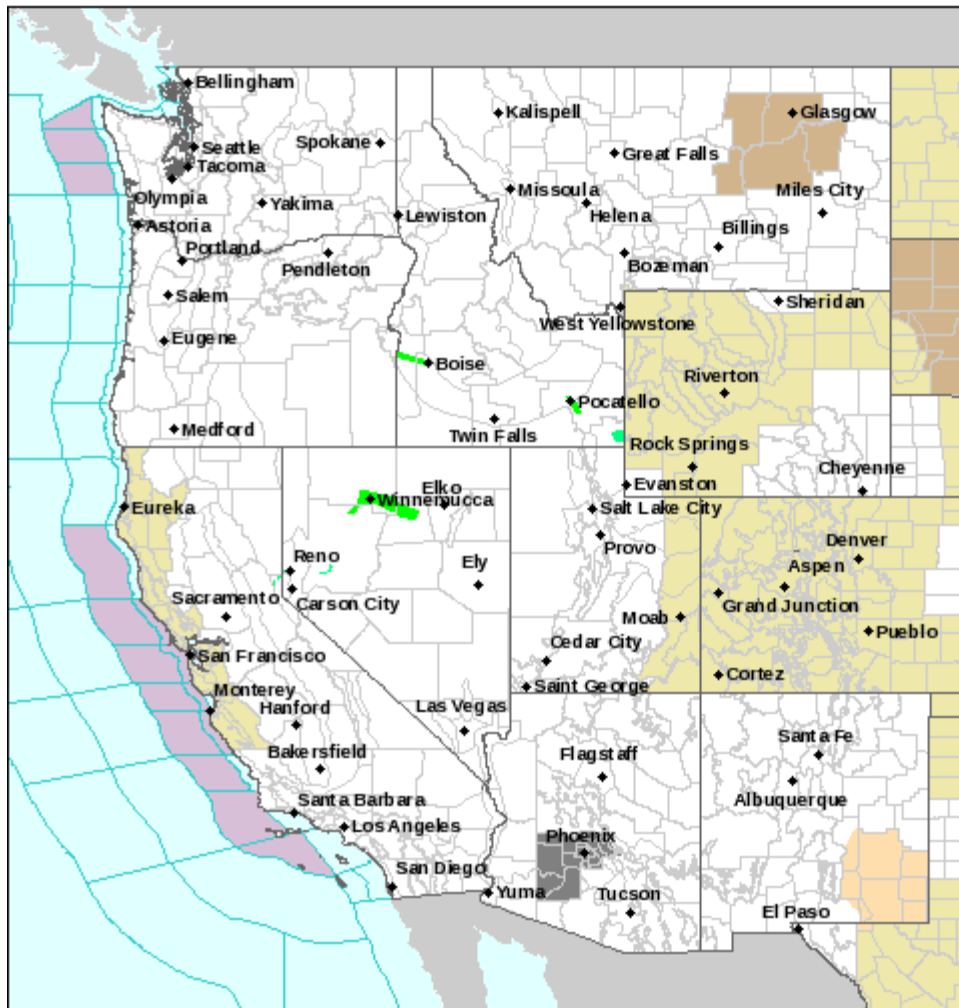 Bellingham
Kalispell
Glasgow
Seattle
Spokane
Great Falls
Tacoma
Missoula
Miles City
Olympia
Yakima
Lewiston
Helena
Astoria
Billings
Portland
Pendleton
Bozeman
Salem
Sheridan
West Yellowstone
Eugene
Boise
Riverton
Pocatello
Medford
Twin Falls
Rock Springs
Cheyenne
Elko
Evanston
Winnemucca
Eureka
Salt Lake City
Provo
Denver
Reno
Ely
Aspen
Sacramento
Carson City
Grand Junction
Moab
Pueblo
Cedar City
San Francisco
Cortez
Saint George
Monterey
Hanford
Las Vegas
Santa Fe
Bakersfield
Flagstaff
Albuquerque
Santa Barbara
Los Angeles
Phoenix
San Diego
Yuma
Tucson
El Paso